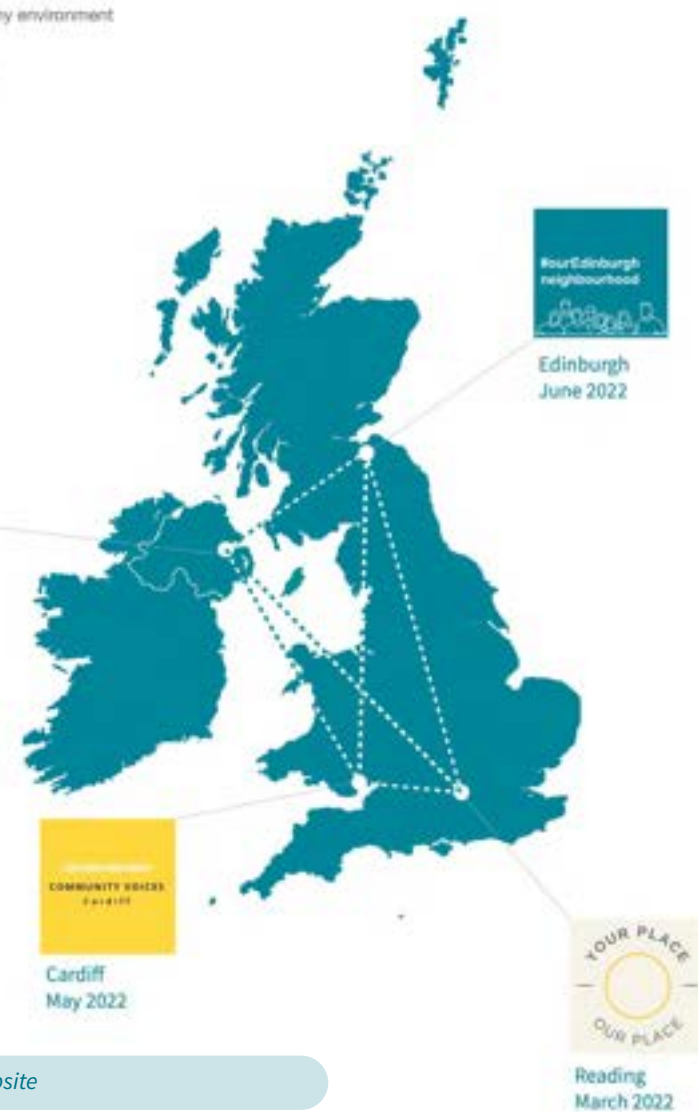 environment
#ourEdinburgh
neighbourhood
Edinburgh
June 2022
COMMUNITY VOICES
Cardiff
Cardiff
May 2022
YOUR PLACE
OUR PLACE
Reading
March 2022